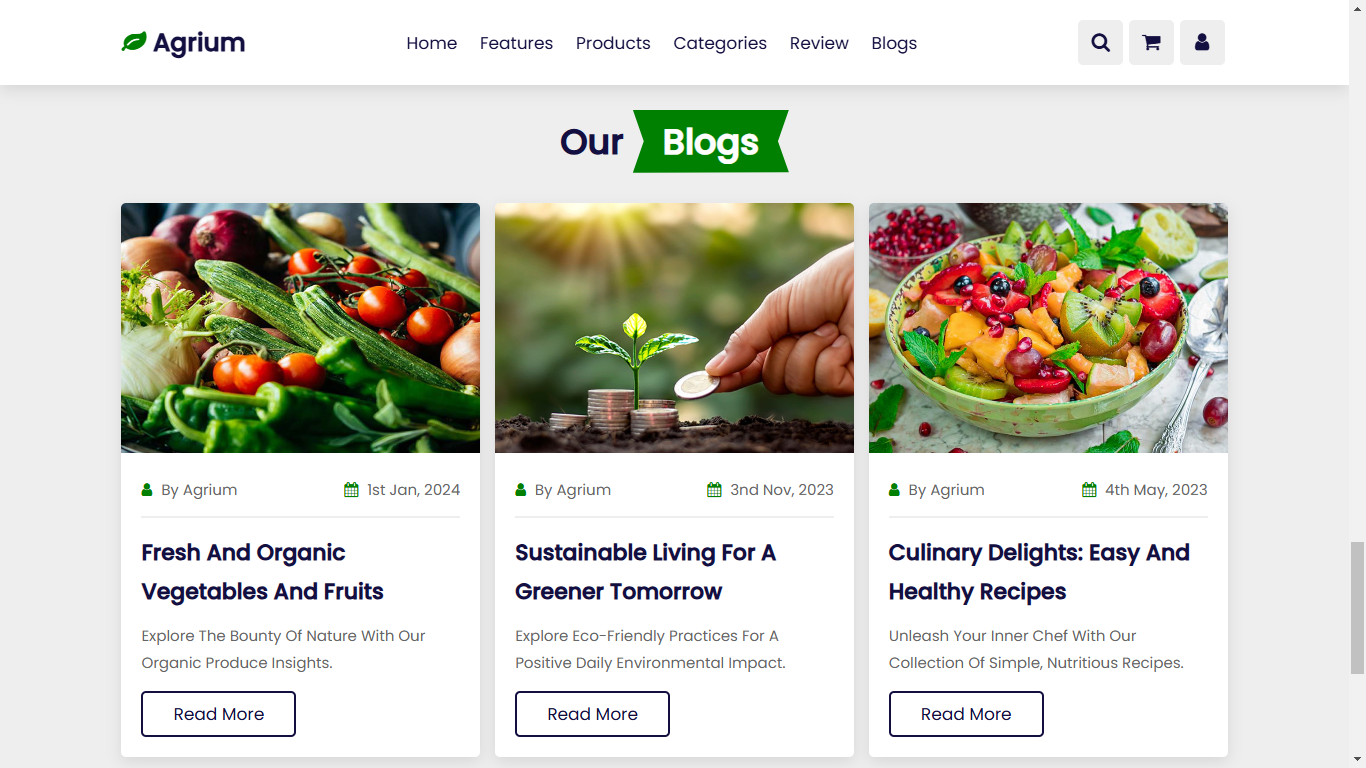 Agrium
Home Features Products Categories Review Blogs
Our Blogs
By Agrium 1st Jan, 2024
Fresh And Organic
Vegetables And Fruits
Explore The Bounty Of Nature With Our
Organic Produce Insights.
Read More
By Agrium 3nd Nov, 2023
Sustainable Living For A
Greener Tomorrow
Explore Eco-Friendly Practices For A
Positive Daily Environmental Impact.
Read More
By Agrium 4th May, 2023
Culinary Delights: Easy And
Healthy Recipes
Unleash Your Inner Chef With Our
Collection Of Simple, Nutritious Recipes.
Read More